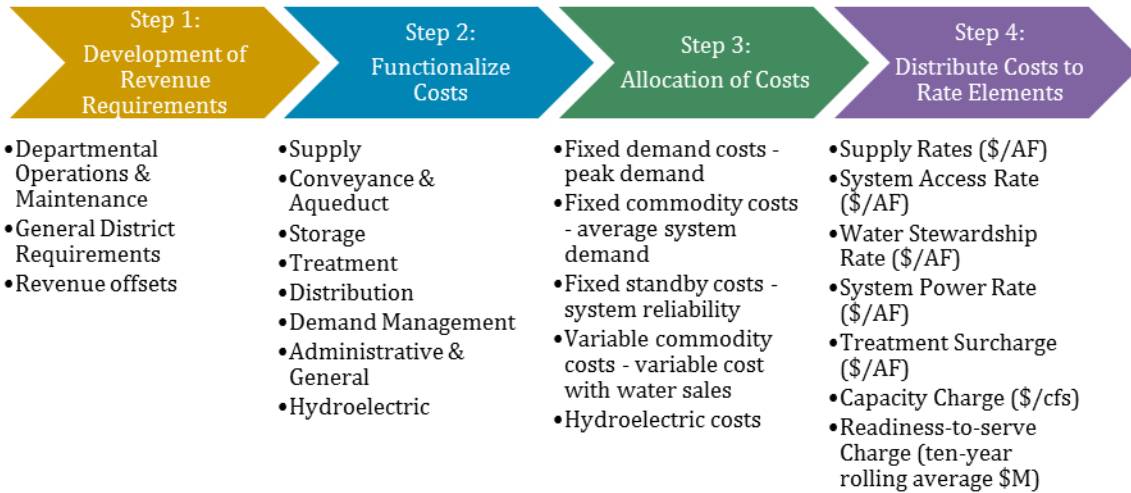 Step 1:
Development of
Revenue
Requirements
•Departmental
Operations &
Maintenance
•General District
Requirements
•Revenue offsets
Step 2:
Functionalize
Costs
•Supply
•Conveyance &
Aqueduct
•Storage
•Treatment
•Distribution
•Demand Management
•Administrative &
General
•Hydroelectric
Step 3:
Allocation of Costs
•Fixed demand costs -
peak demand
•Fixed commodity costs
- average system
demand
•Fixed standby costs -
system reliability
•Variable commodity
costs - variable cost
with water sales
•Hydroelectric costs
Step 4:
Distribute Costs to
Rate Elements
•Supply Rates ($/AF)
•System Access Rate
($/AF)
•Water Stewardship
Rate ($/AF)
•System Power Rate
($/AF)
•Treatment Surcharge
($/AF)
•Capacity Charge ($/cfs)
•Readiness-to-serve
Charge (ten-year
rolling average $M)